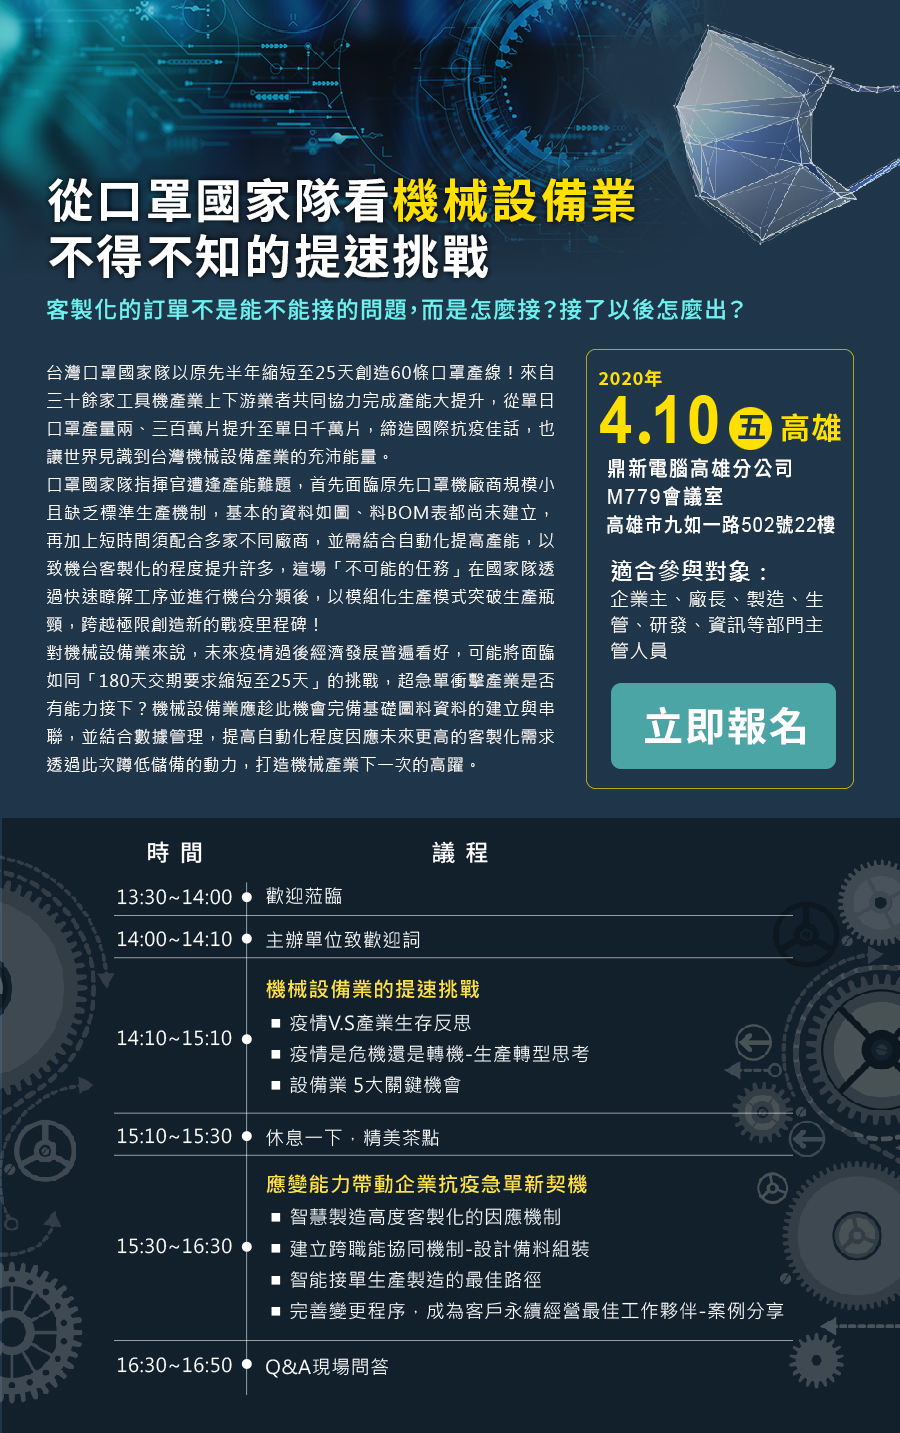 從口罩國家隊看機械設備業
不得不知的提速挑戰
客製化的訂單不是能不能接的問題，而是怎麼接？接了以後怎麼出？
台灣口罩國家隊以原先半年縮短至25天創造60條口罩產線！來自
三十餘家工具機產業上下游業者共同協力完成產能大提升，從單日
口罩產量兩、三百萬片提升至單日千萬片，締造國際抗疫佳話，也
讓世界見識到台灣機械設備產業的充沛能量。
口罩國家隊指揮官遭逢產能難題，首先面臨原先口罩機廠商規模小
且缺乏標準生產機制，基本的資料如圖、料BOM表都尚未建立，
再加上短時間須配合多家不同廠商，並需結合自動化提高產能，以
致機台客製化的程度提升許多，這場「不可能的任務」在國家隊透
過快速瞭解工序並進行機台分類後，以模組化生產模式突破生產瓶
頸，跨越極限創造新的戰疫里程碑！
對機械設備業來說，未來疫情過後經濟發展普遍看好，可能將面臨
如同「180天交期要求縮短至25天」的挑戰，超急單衝擊產業是否
有能力接下？機械設備業應趁此機會完備基礎圖料資料的建立與串
聯，並結合數據管理，提高自動化程度因應未來更高的客製化需求
透過此次蹲低儲備的動力，打造機械產業下一次的高躍。
2020年
4.10 五 高雄
鼎新電腦高雄分公司
M779會議室
高雄市九如一路502號22樓
適合參與對象：
企業主、廠長、製造、生
管、研發、資訊等部門主
管人員
立即報名
時間 議程
13:30~14:00 歡迎蒞臨
14:00~14:10 主辦單位致歡迎詞
機械設備業的提速挑戰
■ 疫情V.S產業生存反思
14:10~15:10
■ 疫情是危機還是轉機-生產轉型思考
■ 設備業 5大關鍵機會
15:10~15:30 休息一下，精美茶點
應變能力帶動企業抗疫急單新契機
■ 智慧製造高度客製化的因應機制
15:30~16:30
■ 建立跨職能協同機制-設計備料組裝
■ 智能接單生產製造的最佳路徑
■ 完善變更程序，成為客戶永續經營最佳工作夥伴-案例分享
16:30~16:50 Q&A現場問答